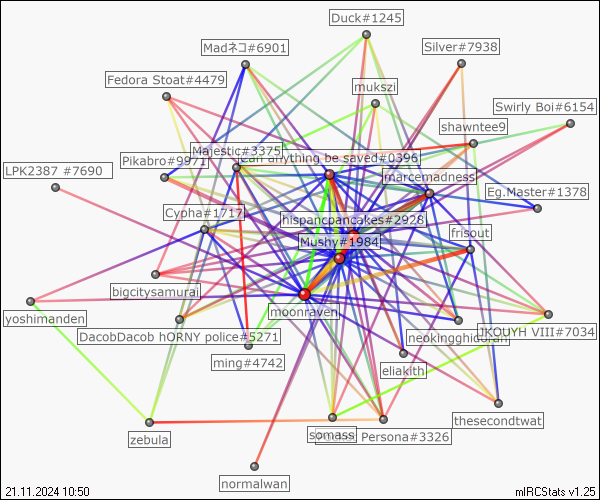 Duck#1245
Madネコ#6901
Silver#7938
Fedora Stoat#4479
mukszi
Swirly Boi#6154
shawntee9
Majestic#3375
Can anything be saved#0396
Pikabro#9971
LPK2387 #7690
marcemadness
Eg.Master#1378
Cypha#1717
hispancpancakes#2928
frisout
Mushy#1984
bigcitysamurai
moonraven
yoshimanden
DacobDacob hORNY police#5271
neokingghidorah
JKOUYH VIII#7034
ming#4742
eliakith
thesecondtwat
zebula
somass
Persona#3326
normalwan
21.11.2024 10:50
mIRCStats v1.25